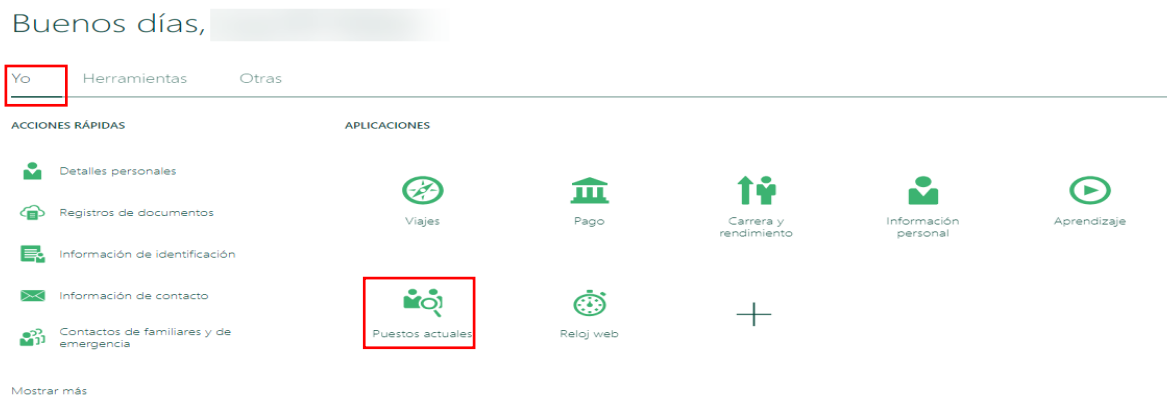 Buenos días,
Yo
Herramientas
Otras
ACCIONES RÁPIDAS
Detalles personales
Registros de documentos
Información de identificación
Información de contacto
Contactos de familiares y de
emergencia
Mostrar más
APLICACIONES
Viajes
Pago
Carrera y
rendimiento
Información
personal
Aprendizaje
Puestos actuales
Reloj web